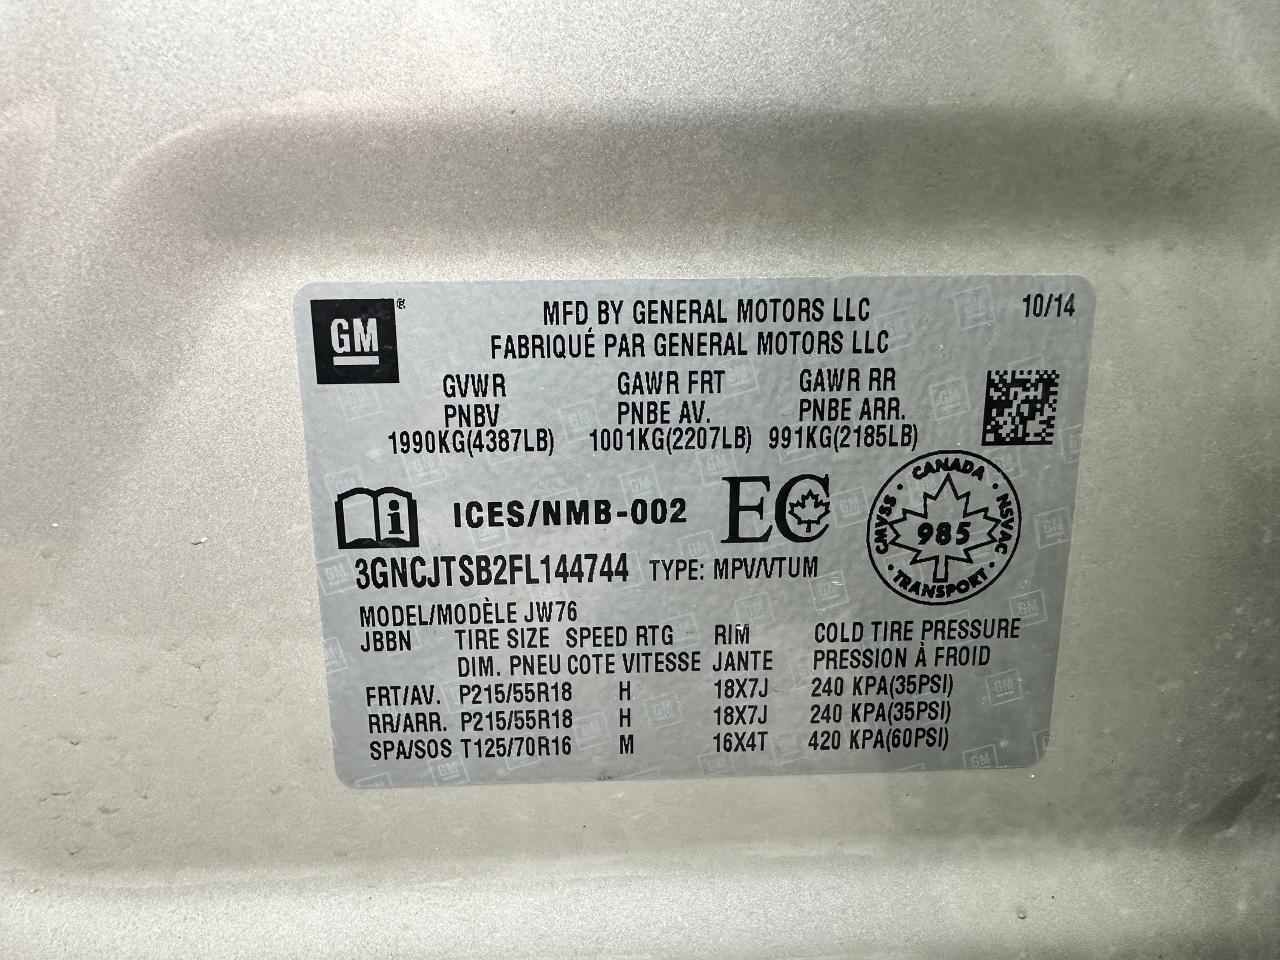 GM®
MFD BY GENERAL MOTORS LLC 10/14
FABRIQUÉ PAR GENERAL MOTORS LLC
GVWR GAWR FRT GAWR RR
PNBV PNBE AV. PNBE ARR.
1990KG(4387LB) 1001KG(2207LB) 991KG(2185LB)
i ICES/NMB-002 EC
CANADA
CMVSS • 985 • NSVAC
• TRANSPORT •
3GNCJTSB2FL144744 TYPE: MPV/VTUM
MODEL/MODÈLE JW76
JBBN TIRE SIZE SPEED RTG RIM COLD TIRE PRESSURE
DIM. PNEU COTE VITESSE JANTE PRESSION À FROID
FRT/AV. P215/55R18 H 18X7J 240 KPA(35PSI)
RR/ARR. P215/55R18 H 18X7J 240 KPA(35PSI)
SPA/SOS T125/70R16 M 16X4T 420 KPA(60PSI)